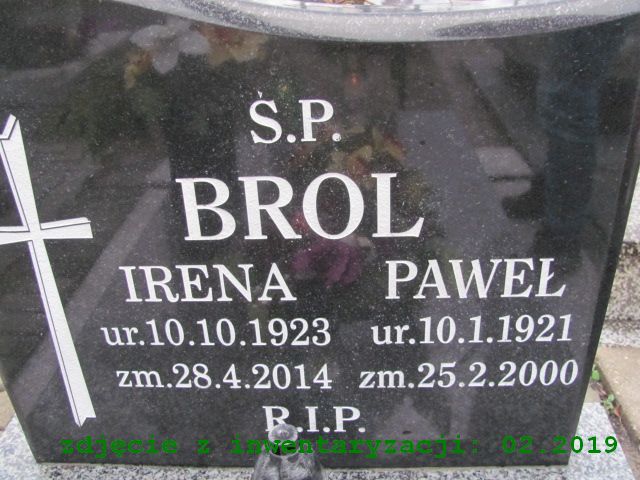 Ś.P.
BROL
IRENA PAWEŁ
ur.10.10.1923 ur.10.1.1921
zm.28.4.2014 zm.25.2.2000
R.I.P.
zdjęcie z inwentaryzacji: 02.2019